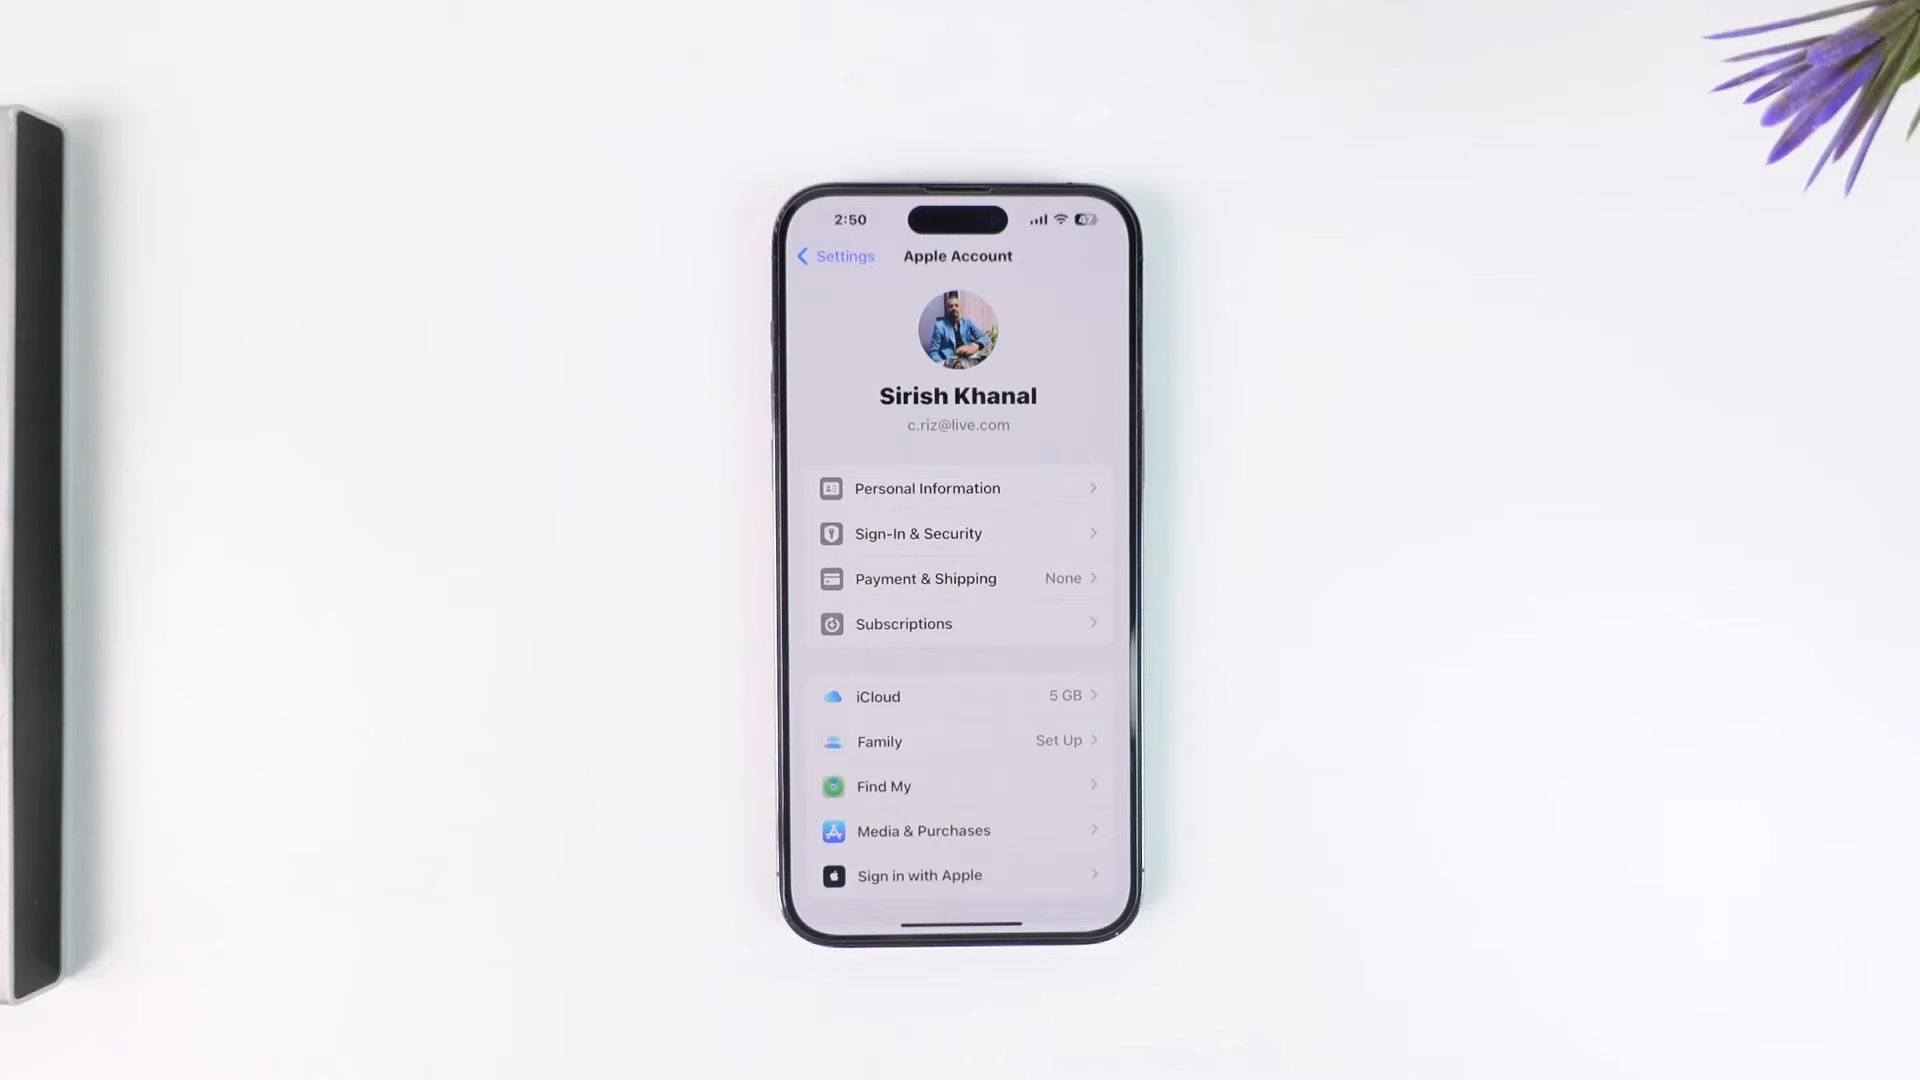 2:50
47
Settings
Apple Account
Sirish Khanal
c.riz@live.com
Personal Information
Sign-In & Security
Payment & Shipping None
Subscriptions
iCloud 5 GB
Family Set Up
Find My
Media & Purchases
Sign in with Apple